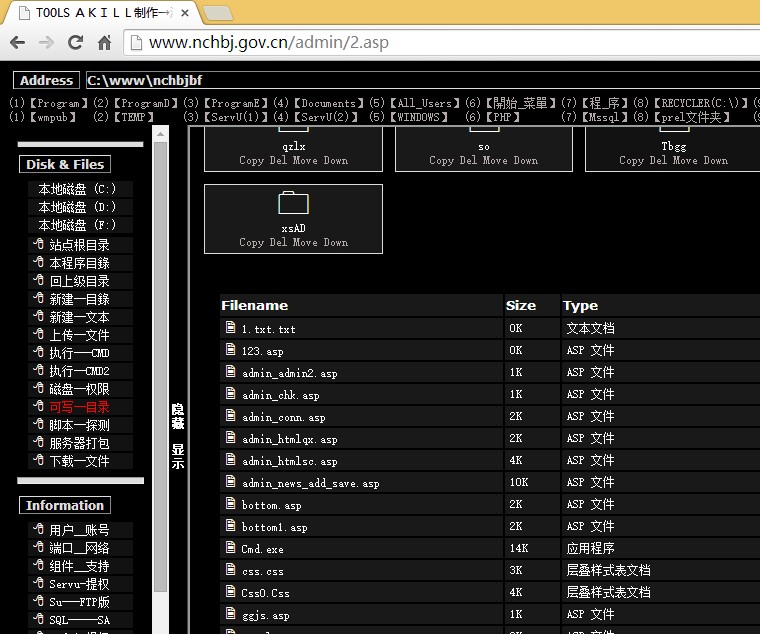 TOOLS A K I L L 制作一
www.nchbj.gov.cn/admin/2.asp
Address C:\www\nchbjbf
(1)【Program】(2)【ProgramD】(3)【ProgramE】(4)【Documents】(5)【All_Users】(6)【開始_菜單】(7)【程_序】(8)【RECYCLER(C:\)】(9
(1)【wmpub】 (2)【TEMP】 (3)【ServU(1)】(4)【ServU(2)】 (5)【WINDOWS】 (6)【PHP】 (7)【Mssql】(8)【prel文件夹】 (9
qzlx so Tbgg
Copy Del Move Down Copy Del Move Down Copy Del Move Down
xsAD
Copy Del Move Down
Disk & Files
本地磁盘 (C:)
本地磁盘 (D:)
本地磁盘 (F:)
站点根目录
本程序目錄
回上级目录
新建一目錄
新建一文本
上传一文件
执行一一CMD
执行一CMD2
磁盘一权限
可写一目录
脚本一探测
服务器打包
下载一文件
Information
用户__账号
端口__网络
组件__支持
Servu-提权
Su——FTP版
SQL-----SA
隐藏 显示
Filename Size Type
1.txt.txt 0K 文本文档
123.asp 0K ASP 文件
admin_admin2.asp 1K ASP 文件
admin_chk.asp 1K ASP 文件
admin_conn.asp 2K ASP 文件
admin_htmlqx.asp 2K ASP 文件
admin_htmlsc.asp 4K ASP 文件
admin_news_add_save.asp 10K ASP 文件
bottom.asp 2K ASP 文件
bottom1.asp 2K ASP 文件
Cmd.exe 14K 应用程序
css.css 3K 层叠样式表文档
Css0.Css 4K 层叠样式表文档
ggjs.asp 1K ASP 文件